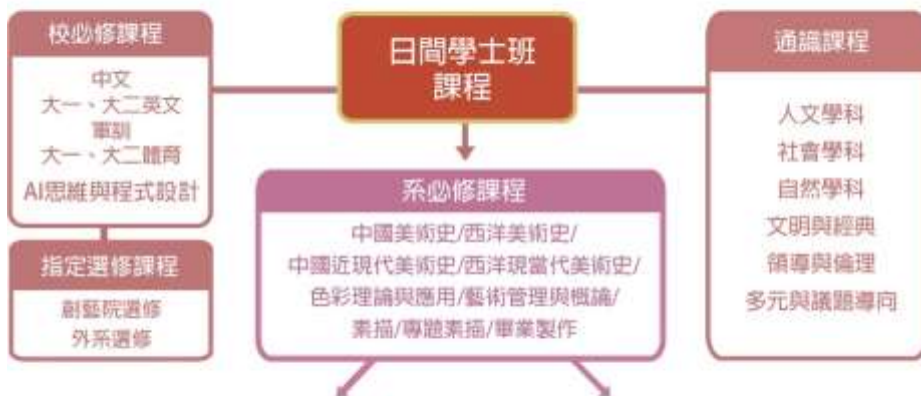 校必修課程
中文
大一、大二英文
軍訓
大一、大二體育
AI思維與程式設計
指定選修課程
創藝院選修
外系選修
日間學士班
課程
系必修課程
中國美術史/西洋美術史/
中國近現代美術史/西洋現當代美術史/
色彩理論與應用/藝術管理與概論/
素描/專題素描/畢業製作
通識課程
人文學科
社會學科
自然學科
文明與經典
領導與倫理
多元與議題導向